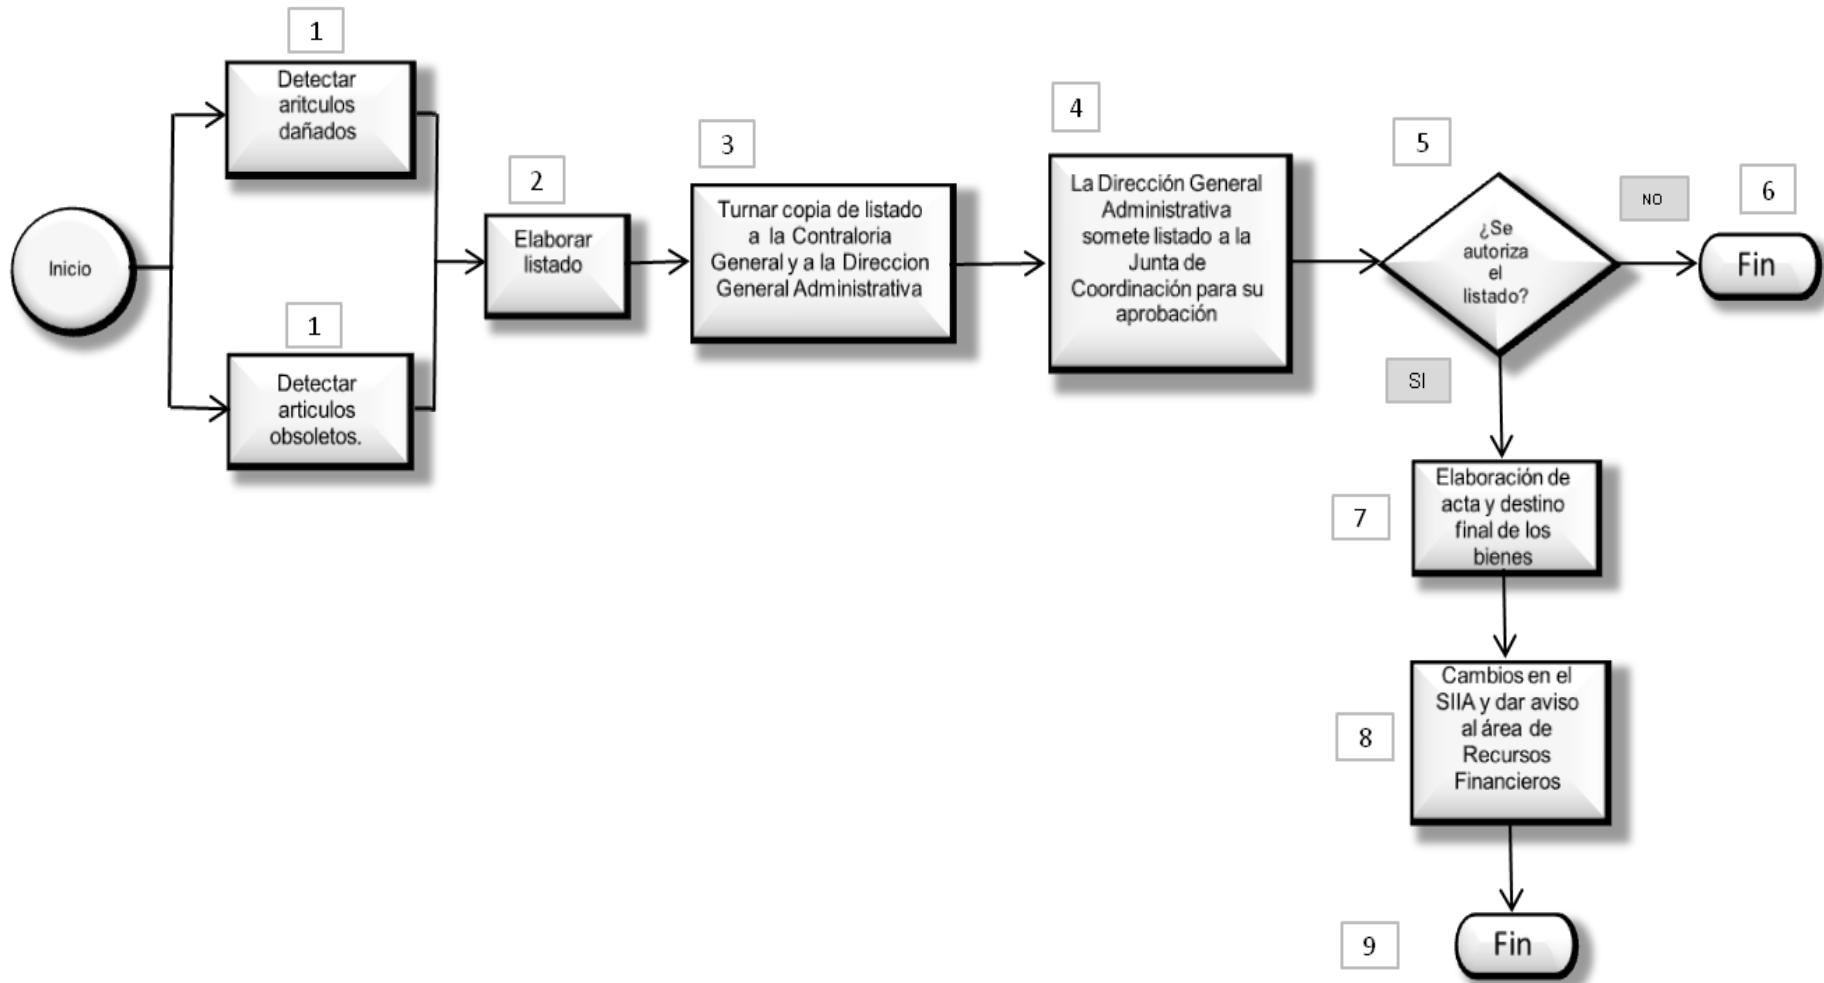 Inicio
1
Detectar
aritculos
dañados
1
Detectar
articulos
obsoletos.
2
Elaborar
listado
3
Turnar copia de listado
a la Contraloria
General y a la Direccion
General Administrativa
4
La Dirección General
Administrativa
somete listado a la
Junta de
Coordinación para su
aprobación
5
¿Se
autoriza
el
listado?
NO
6
Fin
SI
7
Elaboración de
acta y destino
final de los
bienes
8
Cambios en el
SIIA y dar aviso
al área de
Recursos
Financieros
9
Fin